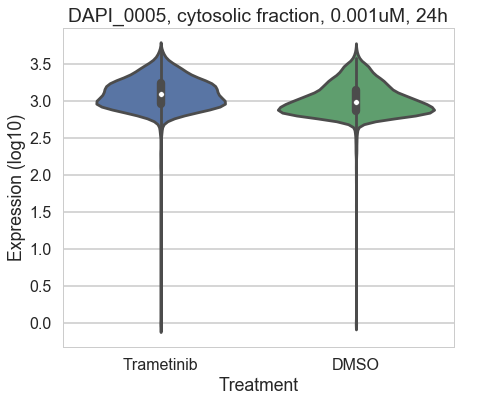 DAPI_0005, cytosolic fraction, 0.001uM, 24h
Expression (log10)
3.5
3.0
2.5
2.0
1.5
1.0
0.5
0.0
Trametinib DMSO
Treatment